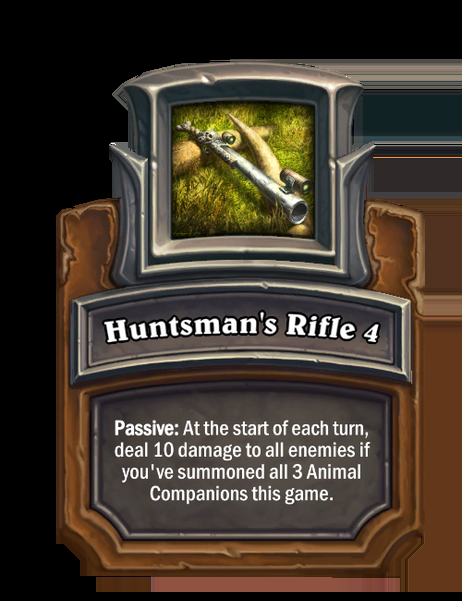 Huntsman's Rifle 4
Passive: At the start of each turn,
deal 10 damage to all enemies if
you've summoned all 3 Animal
Companions this game.